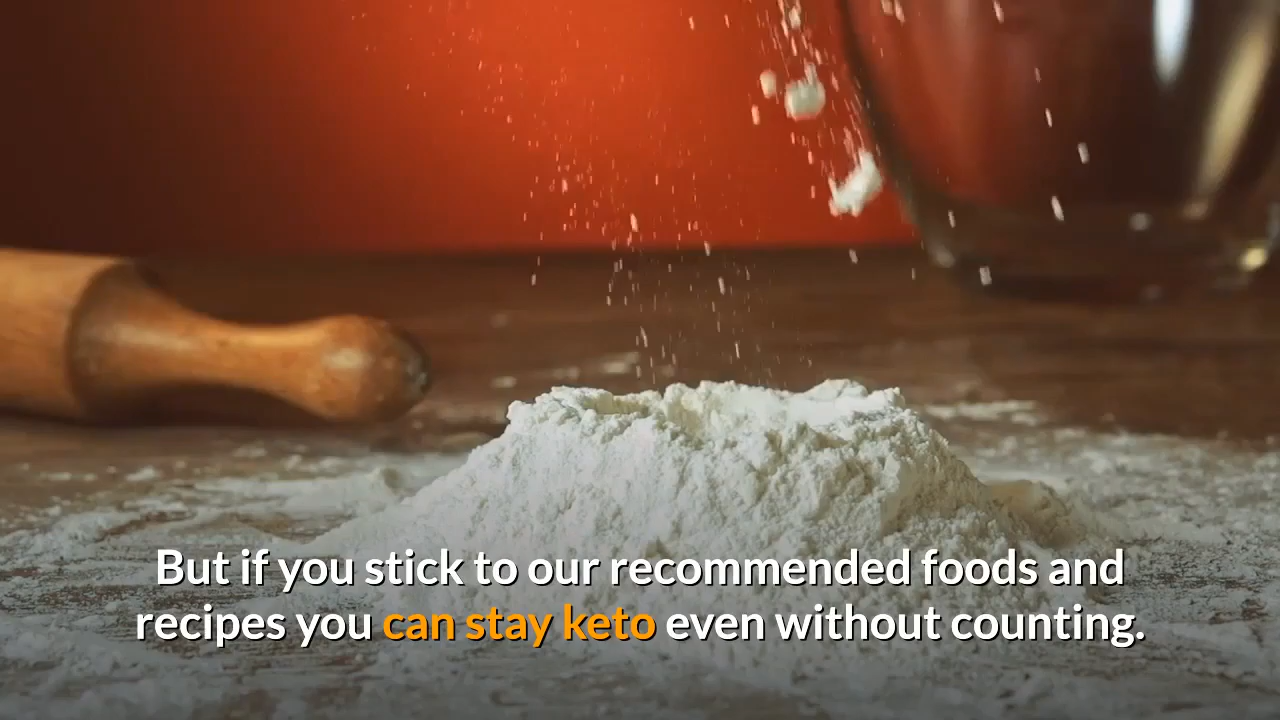 But if you stick to our recommended foods and
recipes you can stay keto even without counting.